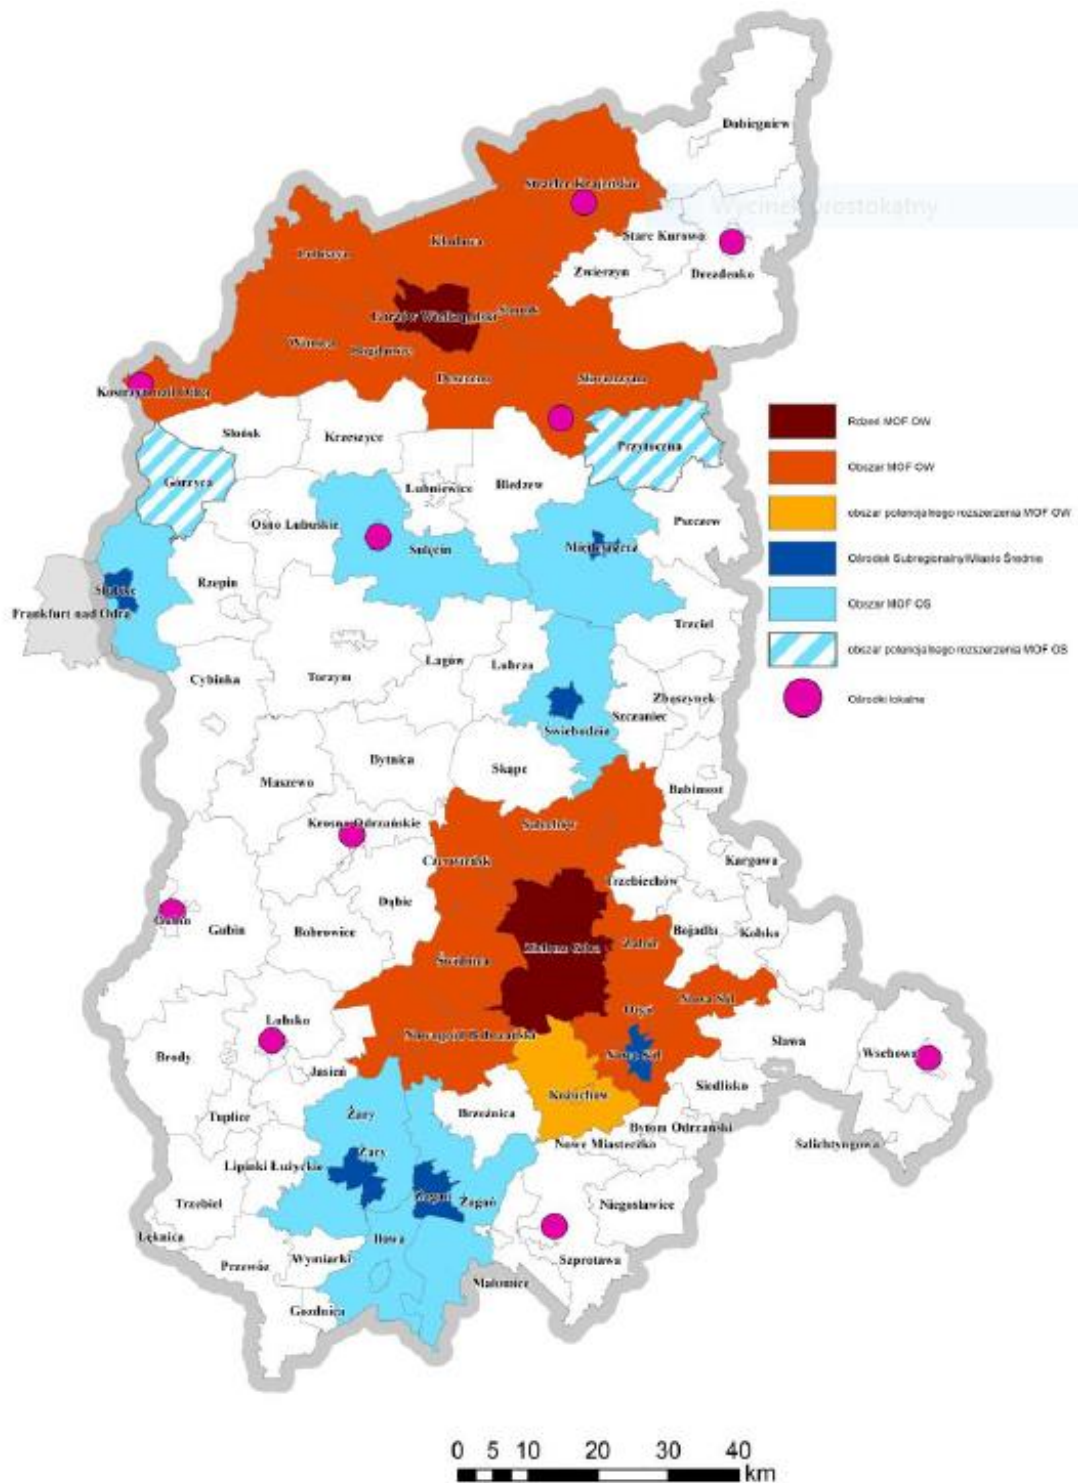 Dobiegniew
Strzelce Krajeńskie
Wycinek prostokątny
Stare Kurowo
Kłodawa
Lubiszyn
Zwierzyn
Drezdenko
Santok
Gorzów Wielkopolski
Witnica
Bogdaniec
Deszczno
Skwierzyna
Kostrzyn nad Odrą
Słońsk
Krzeszyce
Przytoczna
Górzyca
Lubniewice
Bledzew
Ośno Lubuskie
Pszczew
Sulęcin
Międzyrzecz
Rzepin
Słubice
Frankfurt nad Odrą
Trzciel
Łagów
Lubrza
Cybinka
Torzym
Zbąszynek
Szczaniec
Świebodzin
Bytnica
Skąpe
Maszewo
Babimost
Krosno Odrzańskie
Sulechów
Czerwieńsk
Kargowa
Trzebiechów
Dąbie
Gubin
Gubin
Bobrowice
Bojadła
Kolsko
Zielona Góra
Zabór
Świdnica
Nowa Sól
Otyń
Lubsko
Nowogród Bobrzański
Sława
Brody
Nowa Sól
Wschowa
Jasień
Siedlisko
Kożuchów
Tuplice
Żary
Brzeźnica
Bytom Odrzański
Nowe Miasteczko
Szlichtyngowa
Żary
Lipinki Łużyckie
Żagań
Żagań
Trzebiel
Niegosławice
Łęknica
Iłowa
Wymiarki
Szprotawa
Przewóz
Małomice
Gozdnica
Rdzeń MOF OW
Obszar MOF OW
obszar potencjalnego rozszerzenia MOF OW
Ośrodek Subregionalny/Miasto Średnie
Obszar MOF OS
obszar potencjalnego rozszerzenia MOF OS
Ośrodki lokalne
0 5 10 20 30 40
km